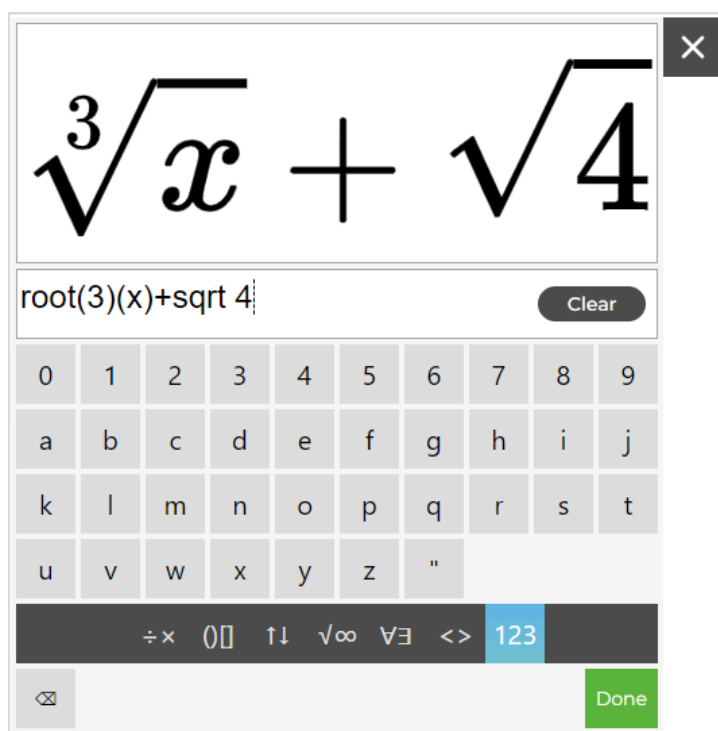 ∛x + √4
×
root(3)(x)+sqrt 4
Clear
0 1 2 3 4 5 6 7 8 9
a b c d e f g h i j
k l m n o p q r s t
u v w x y z "
÷× ()[] ↑↓ √∞ ∀∃ <> 123
⌫ Done